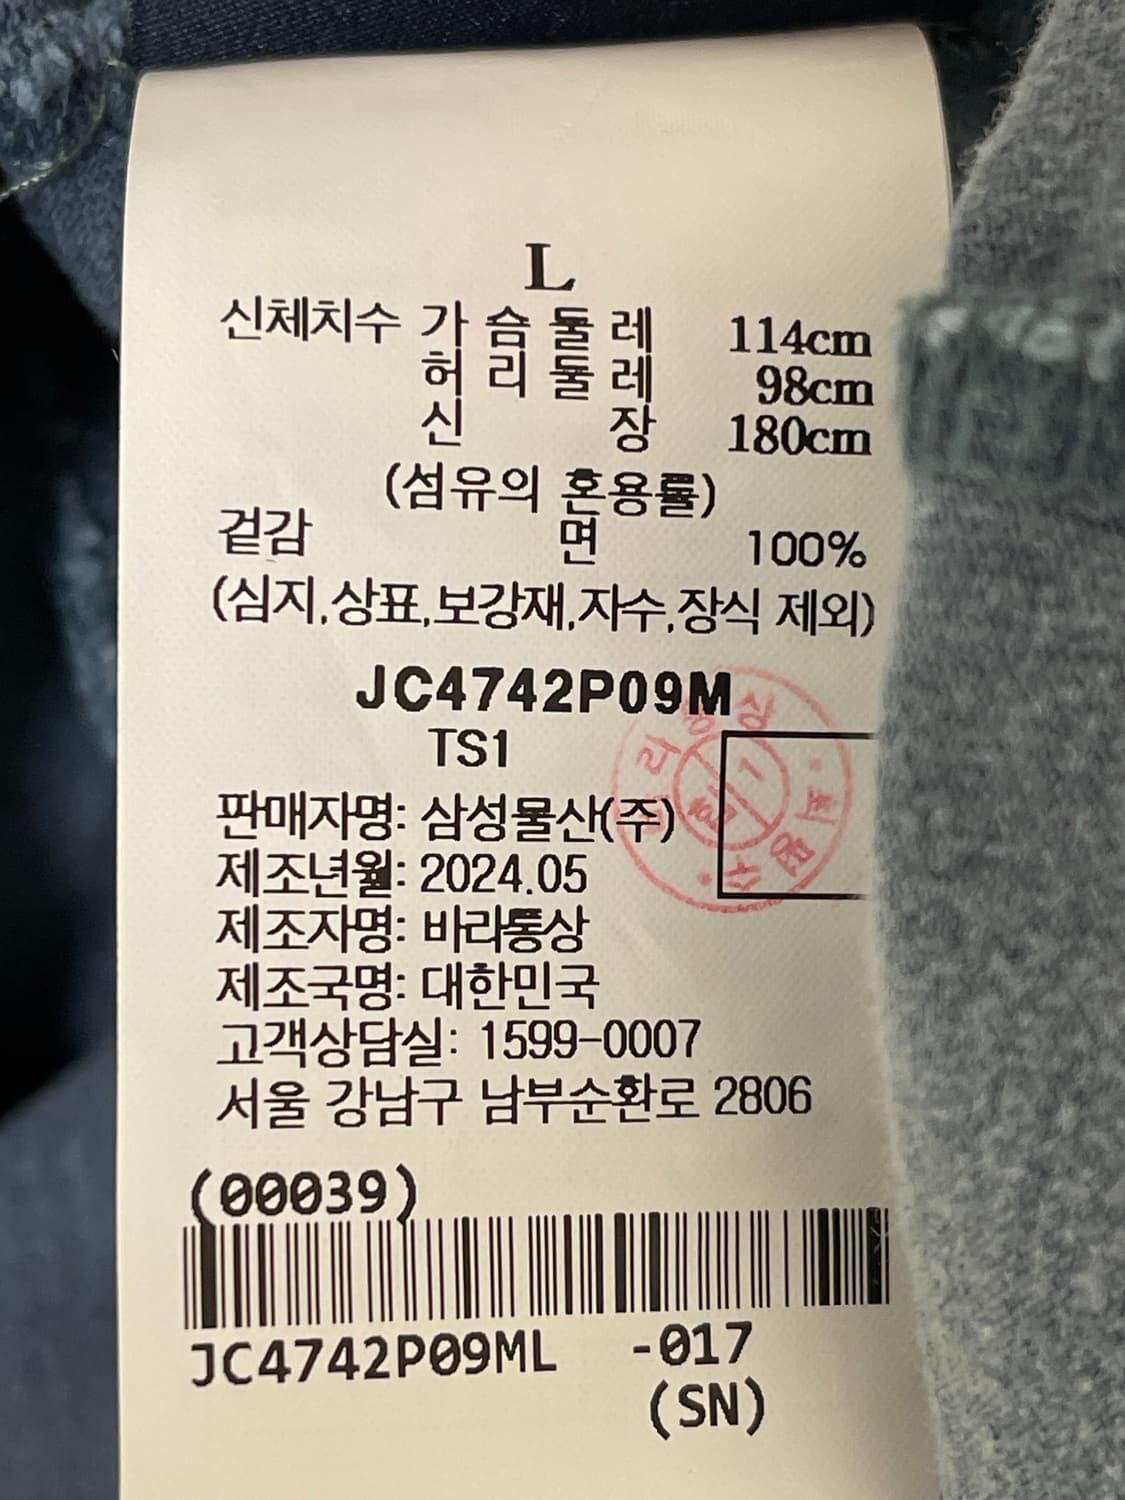 L
신체치수 가 슴 둘 레 114cm
허 리 둘 레 98cm
신 장 180cm
(섬유의 혼용률)
겉감 면 100%
(심지,상표,보강재,자수,장식 제외)
JC4742P09M
TS1
판매자명: 삼성물산(주)
제조년월: 2024.05
제조자명: 바라통상
제조국명: 대한민국
고객상담실: 1599-0007
서울 강남구 남부순환로 2806
(00039)
JC4742P09ML -017
(SN)